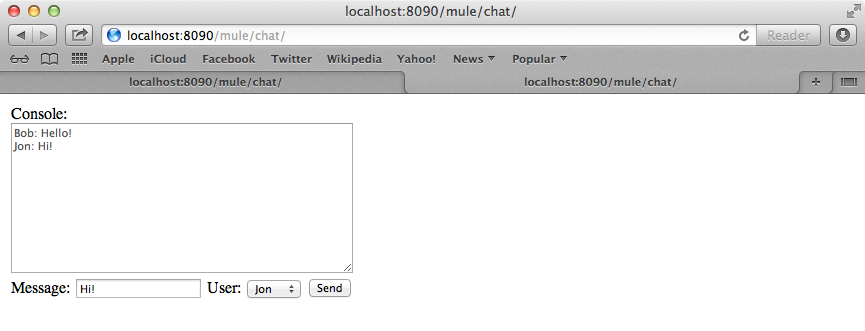 localhost:8090/mule/chat/
localhost:8090/mule/chat/ Reader
Apple iCloud Facebook Twitter Wikipedia Yahoo! News Popular
localhost:8090/mule/chat/ localhost:8090/mule/chat/ +
Console:
Bob: Hello!
Jon: Hi!
Message: Hi! User: Jon Send